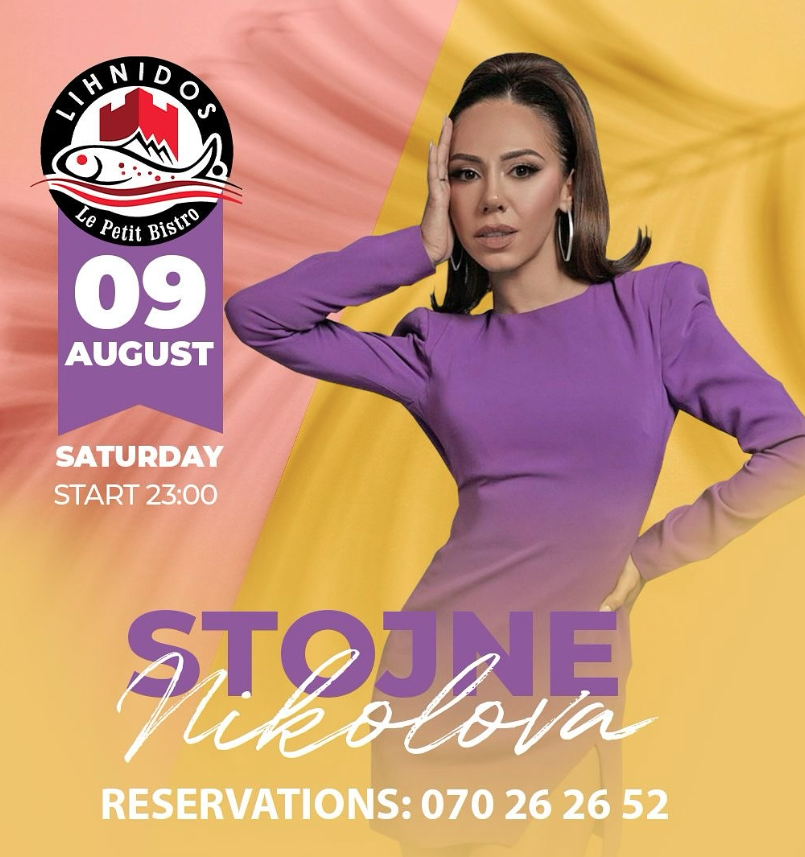 LIHNIDOS
Le Petit Bistro
09
AUGUST
SATURDAY
START 23:00
STOJNE
Nikolova
RESERVATIONS: 070 26 26 52